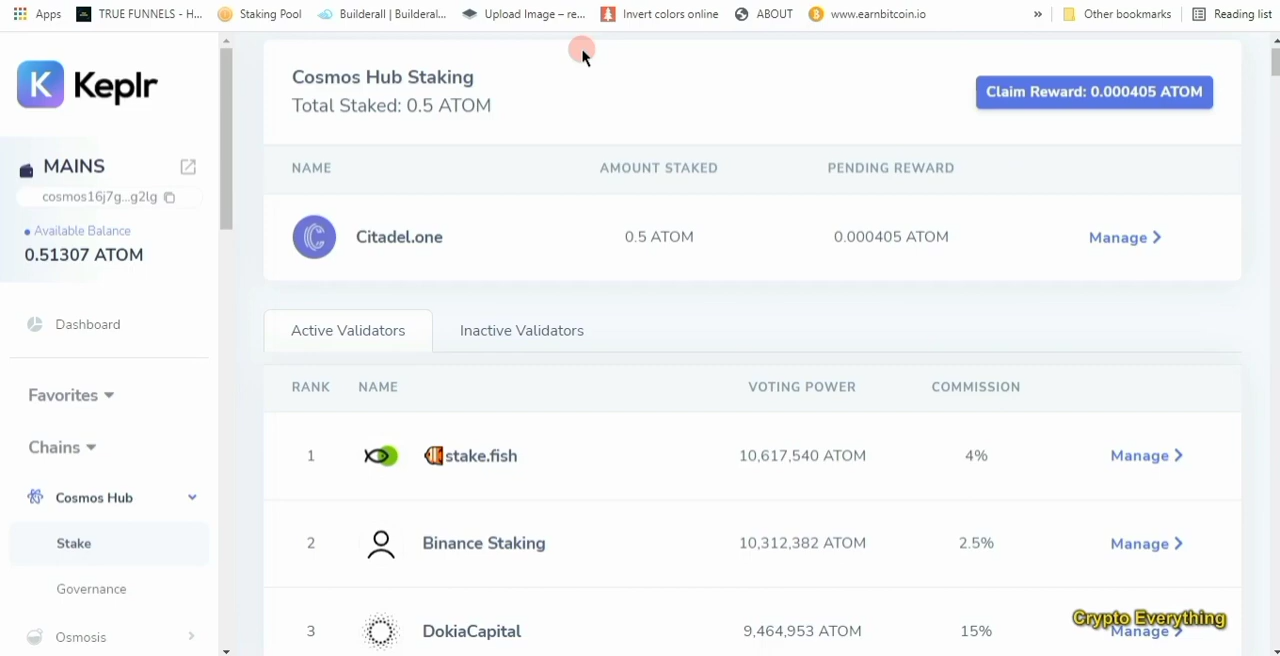 Apps TRUE FUNNELS - H... Staking Pool Builderall | Builderal... Upload Image – re... Invert colors online ABOUT www.earnbitcoin.io » Other bookmarks Reading list
K Keplr
MAINS
cosmos16j7g...g2lg
Available Balance
0.51307 ATOM
Dashboard
Favorites
Chains
Cosmos Hub
Stake
Governance
Osmosis
Cosmos Hub Staking
Total Staked: 0.5 ATOM
Claim Reward: 0.000405 ATOM
NAME AMOUNT STAKED PENDING REWARD
Citadel.one 0.5 ATOM 0.000405 ATOM Manage
Active Validators Inactive Validators
RANK NAME VOTING POWER COMMISSION
1 stake.fish 10,617,540 ATOM 4% Manage
2 Binance Staking 10,312,382 ATOM 2.5% Manage
3 DokiaCapital 9,464,953 ATOM 15% Manage
Crypto Everything